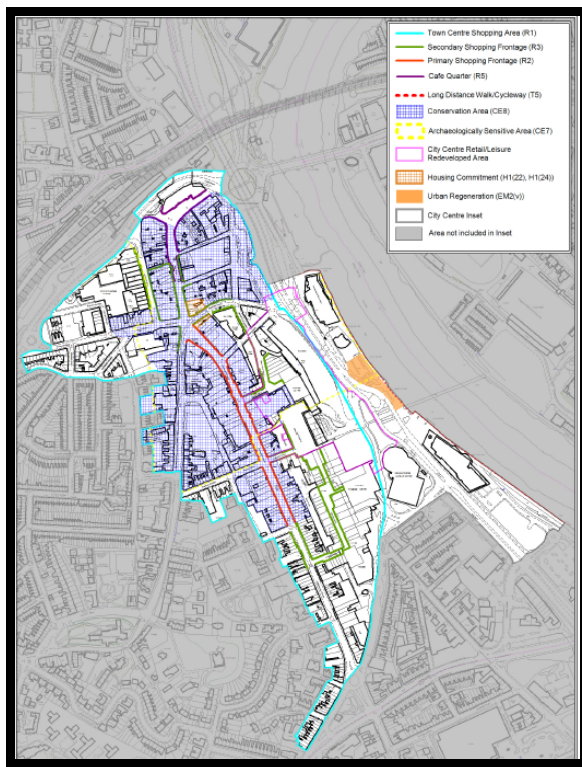 Town Centre Shopping Area (R1)
Secondary Shopping Frontage (R3)
Primary Shopping Frontage (R2)
Cafe Quarter (R5)
Long Distance Walk/Cycleway (T5)
Conservation Area (CE8)
Archaeologically Sensitive Area (CE7)
City Centre Retail/Leisure
Redeveloped Area
Housing Commitment (H1(22), H1(24))
Urban Regeneration (EM2(v))
City Centre Inset
Area not included in Inset